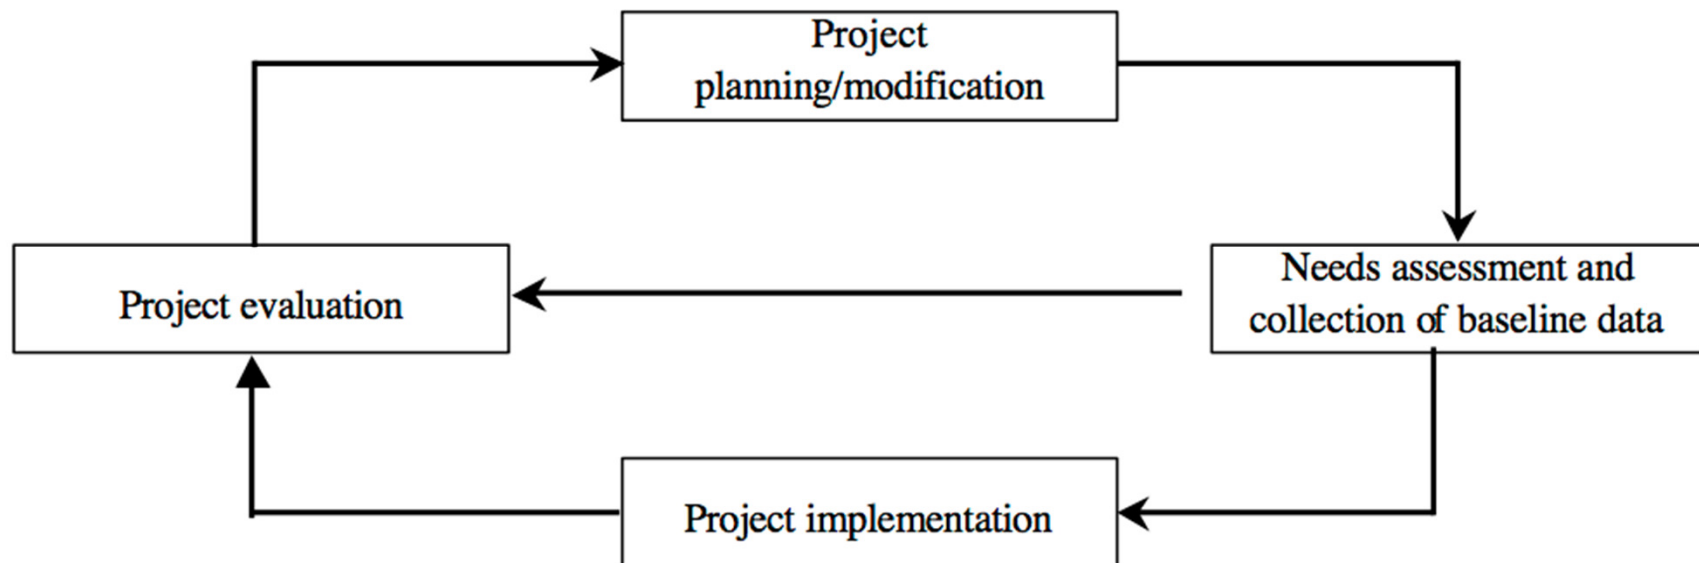 Project
planning/modification
Needs assessment and
collection of baseline data
Project evaluation
Project implementation